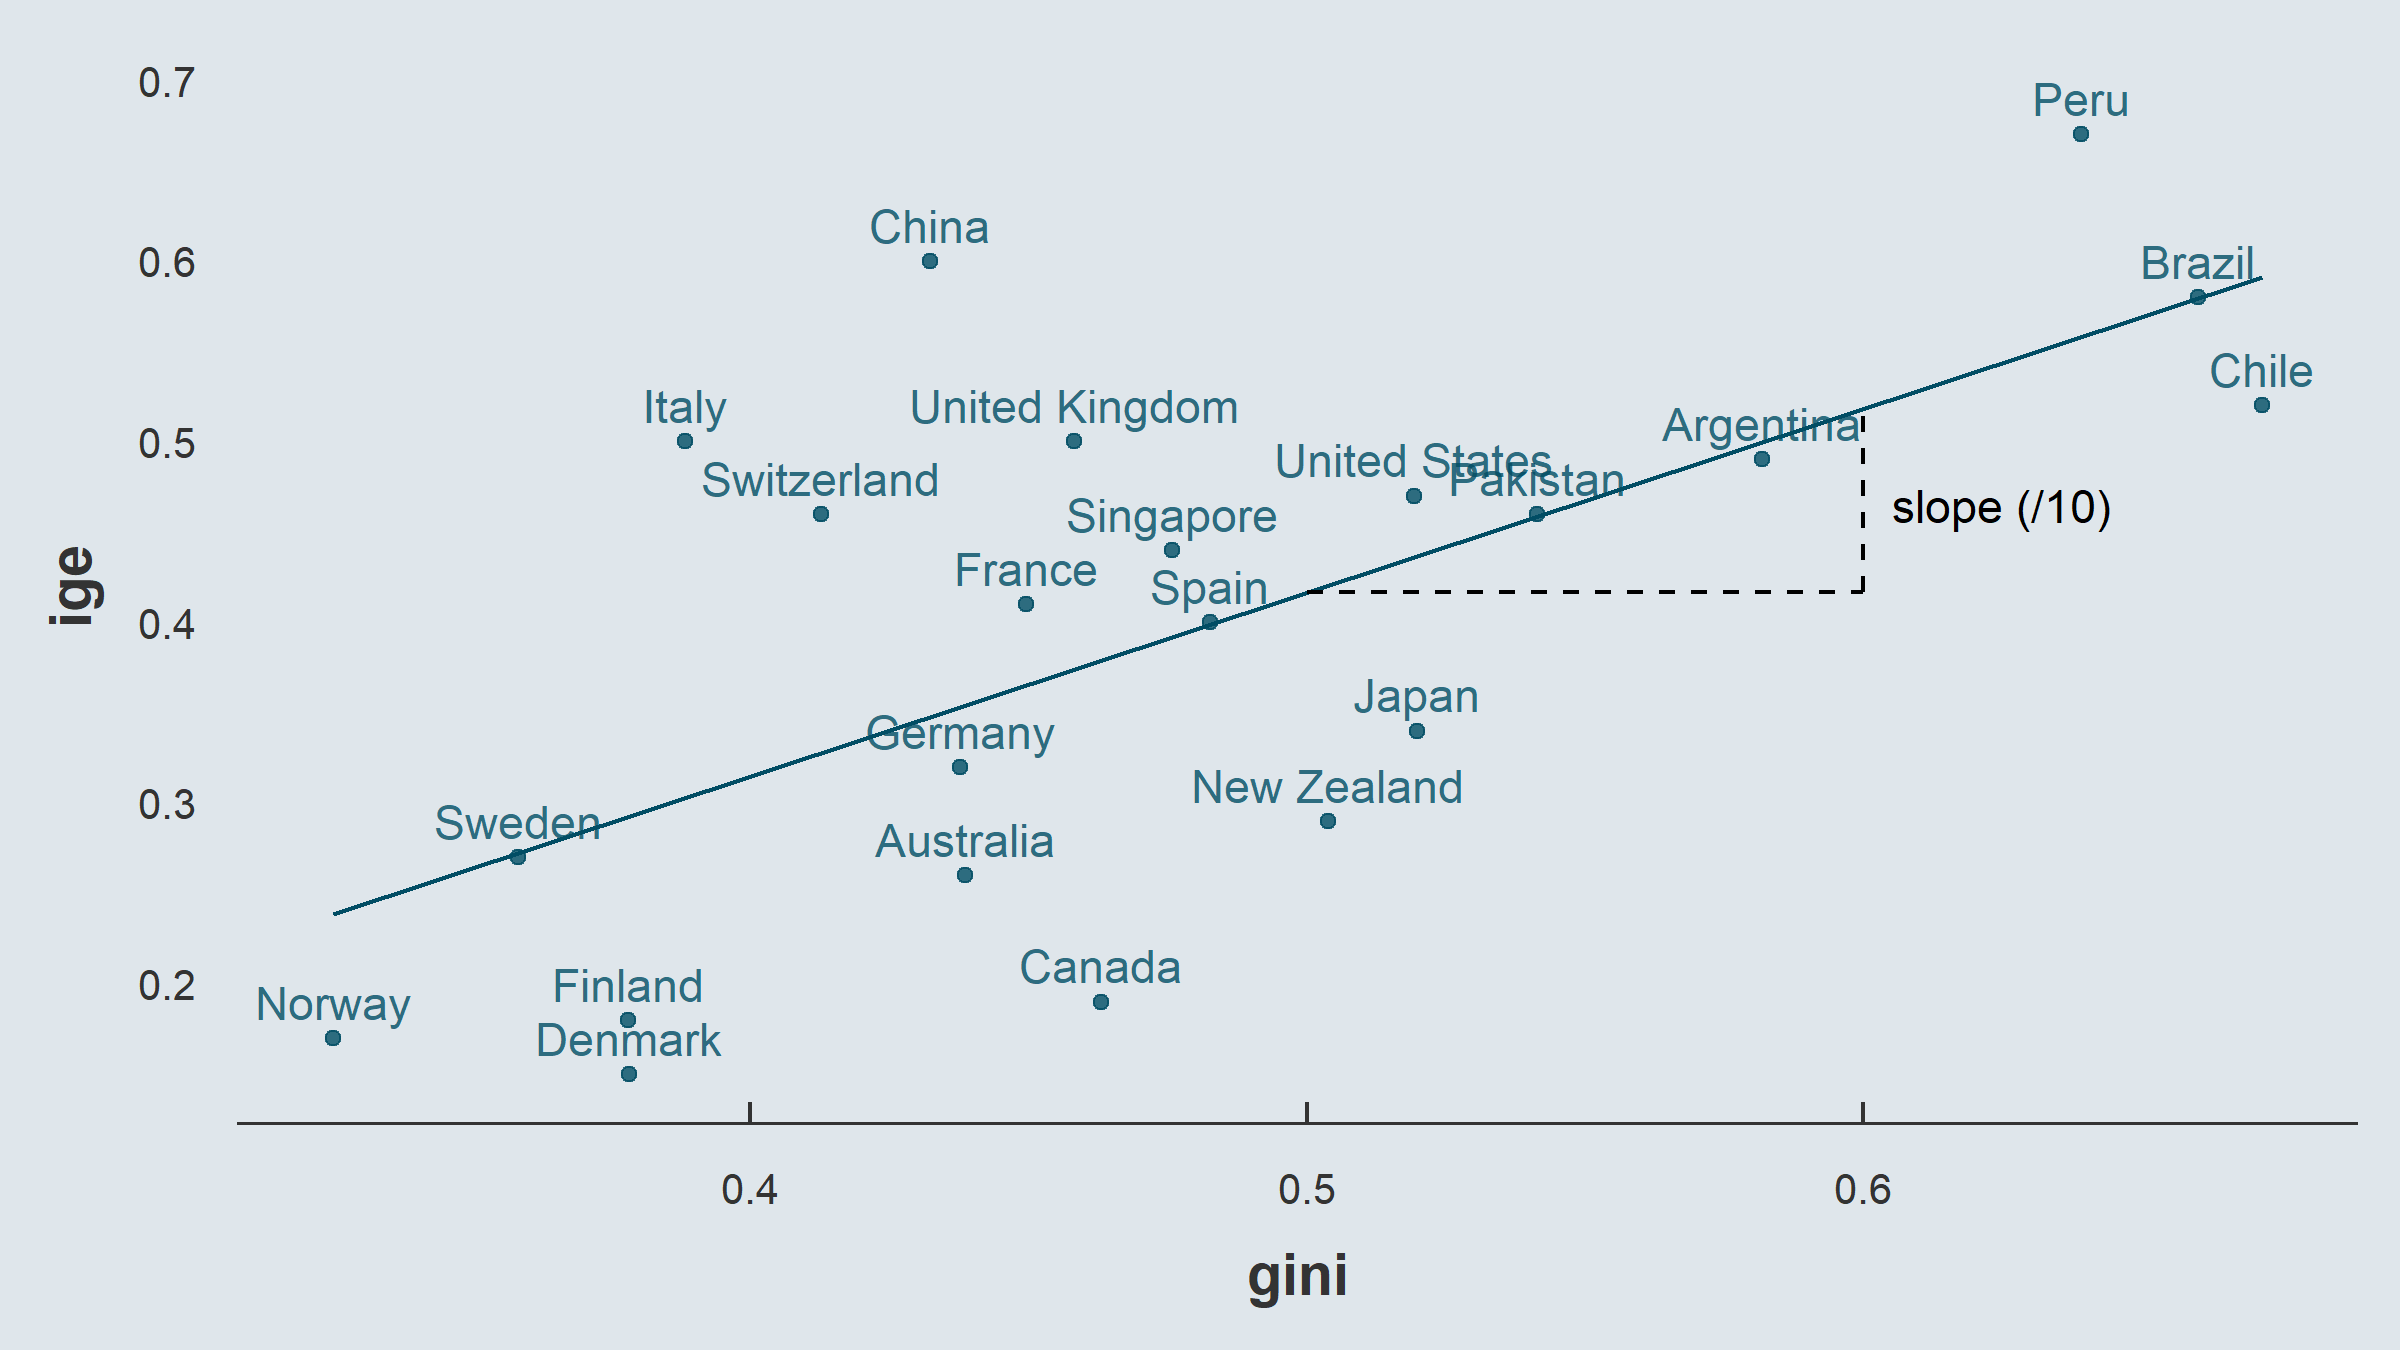 0.7
Peru
China
0.6
Brazil
Chile
Italy
United Kingdom
Argentina
0.5
United States
Switzerland
Pakistan
slope (/10)
Singapore
France
Spain
ige
0.4
Japan
Germany
New Zealand
0.3
Sweden
Australia
Canada
0.2
Finland
Norway
Denmark
0.4
0.5
0.6
gini